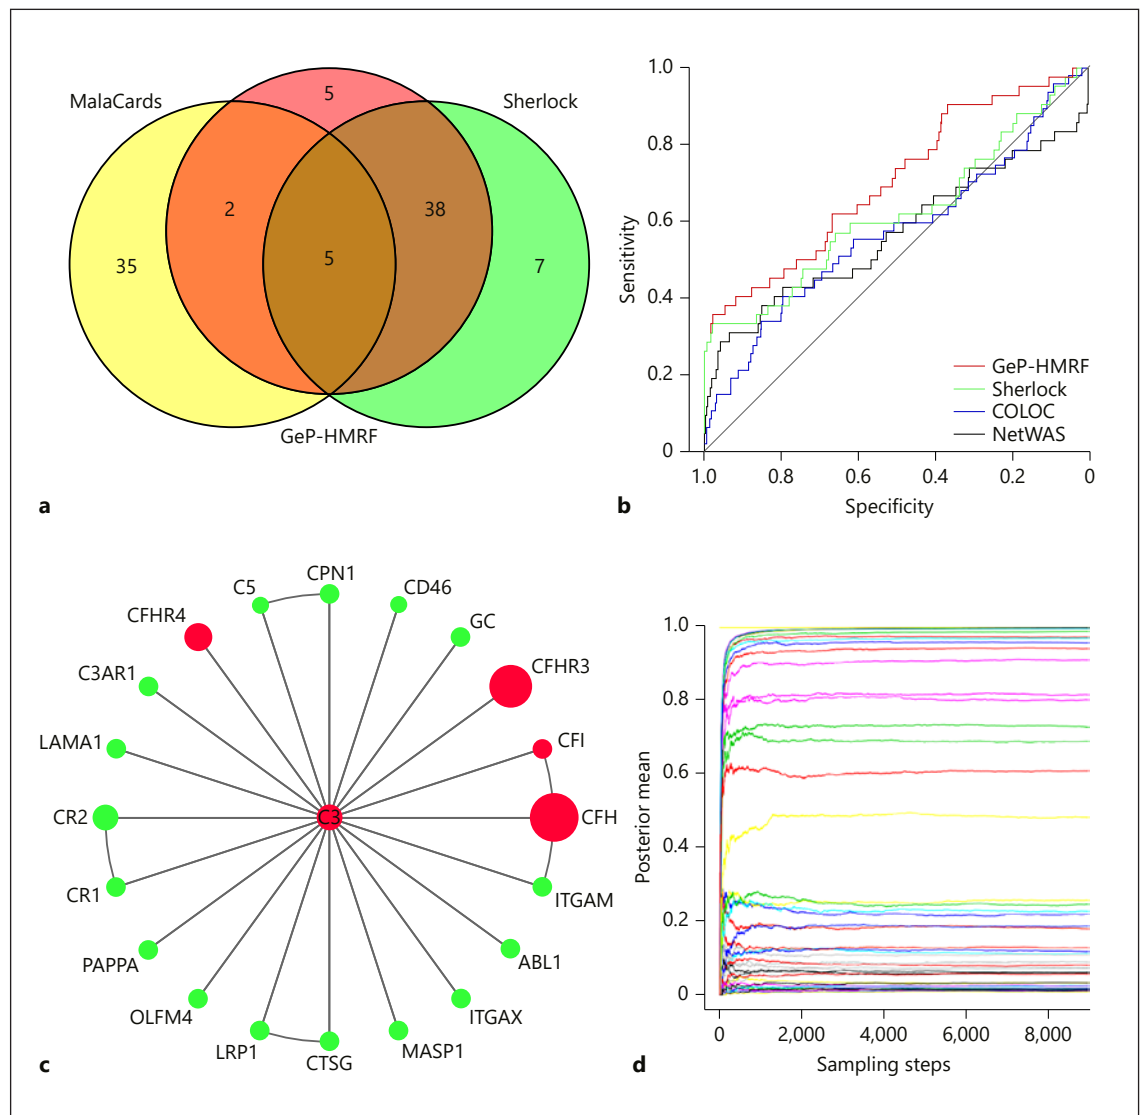 MalaCards
Sherlock
GeP-HMRF
5
2
38
5
35
7
a
Sensitivity
1.0
0.8
0.6
0.4
0.2
0
1.0 0.8 0.6 0.4 0.2 0
Specificity
GeP-HMRF
Sherlock
COLOC
NetWAS
b
CPN1
C5
CD46
CFHR4
GC
C3AR1
CFHR3
LAMA1
CFI
CR2
C3
CFH
CR1
ITGAM
PAPPA
ABL1
OLFM4
ITGAX
LRP1
CTSG
MASP1
c
Posterior mean
1.0
0.8
0.6
0.4
0.2
0
0 2,000 4,000 6,000 8,000
Sampling steps
d